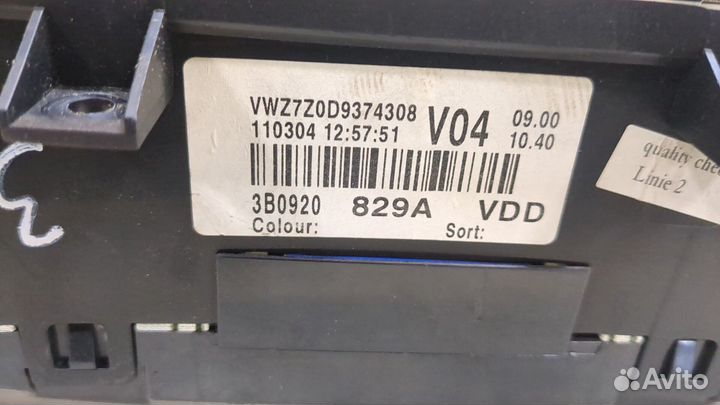 VWZ7Z0D9374308
110304 12:57:51
V04
09.00
10.40
3B0920 829A VDD
Colour: Sort:
quality
Linie 2
Avito